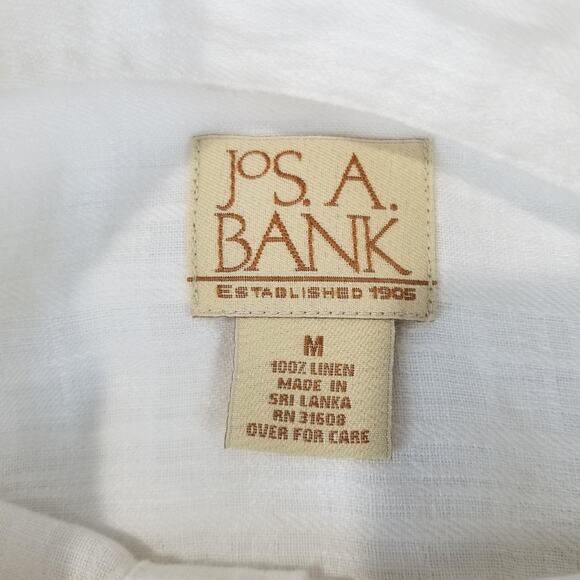 JOS. A.
BANK
ESTABLISHED 1905
M
100% LINEN
MADE IN
SRI LANKA
RN 31608
OVER FOR CARE